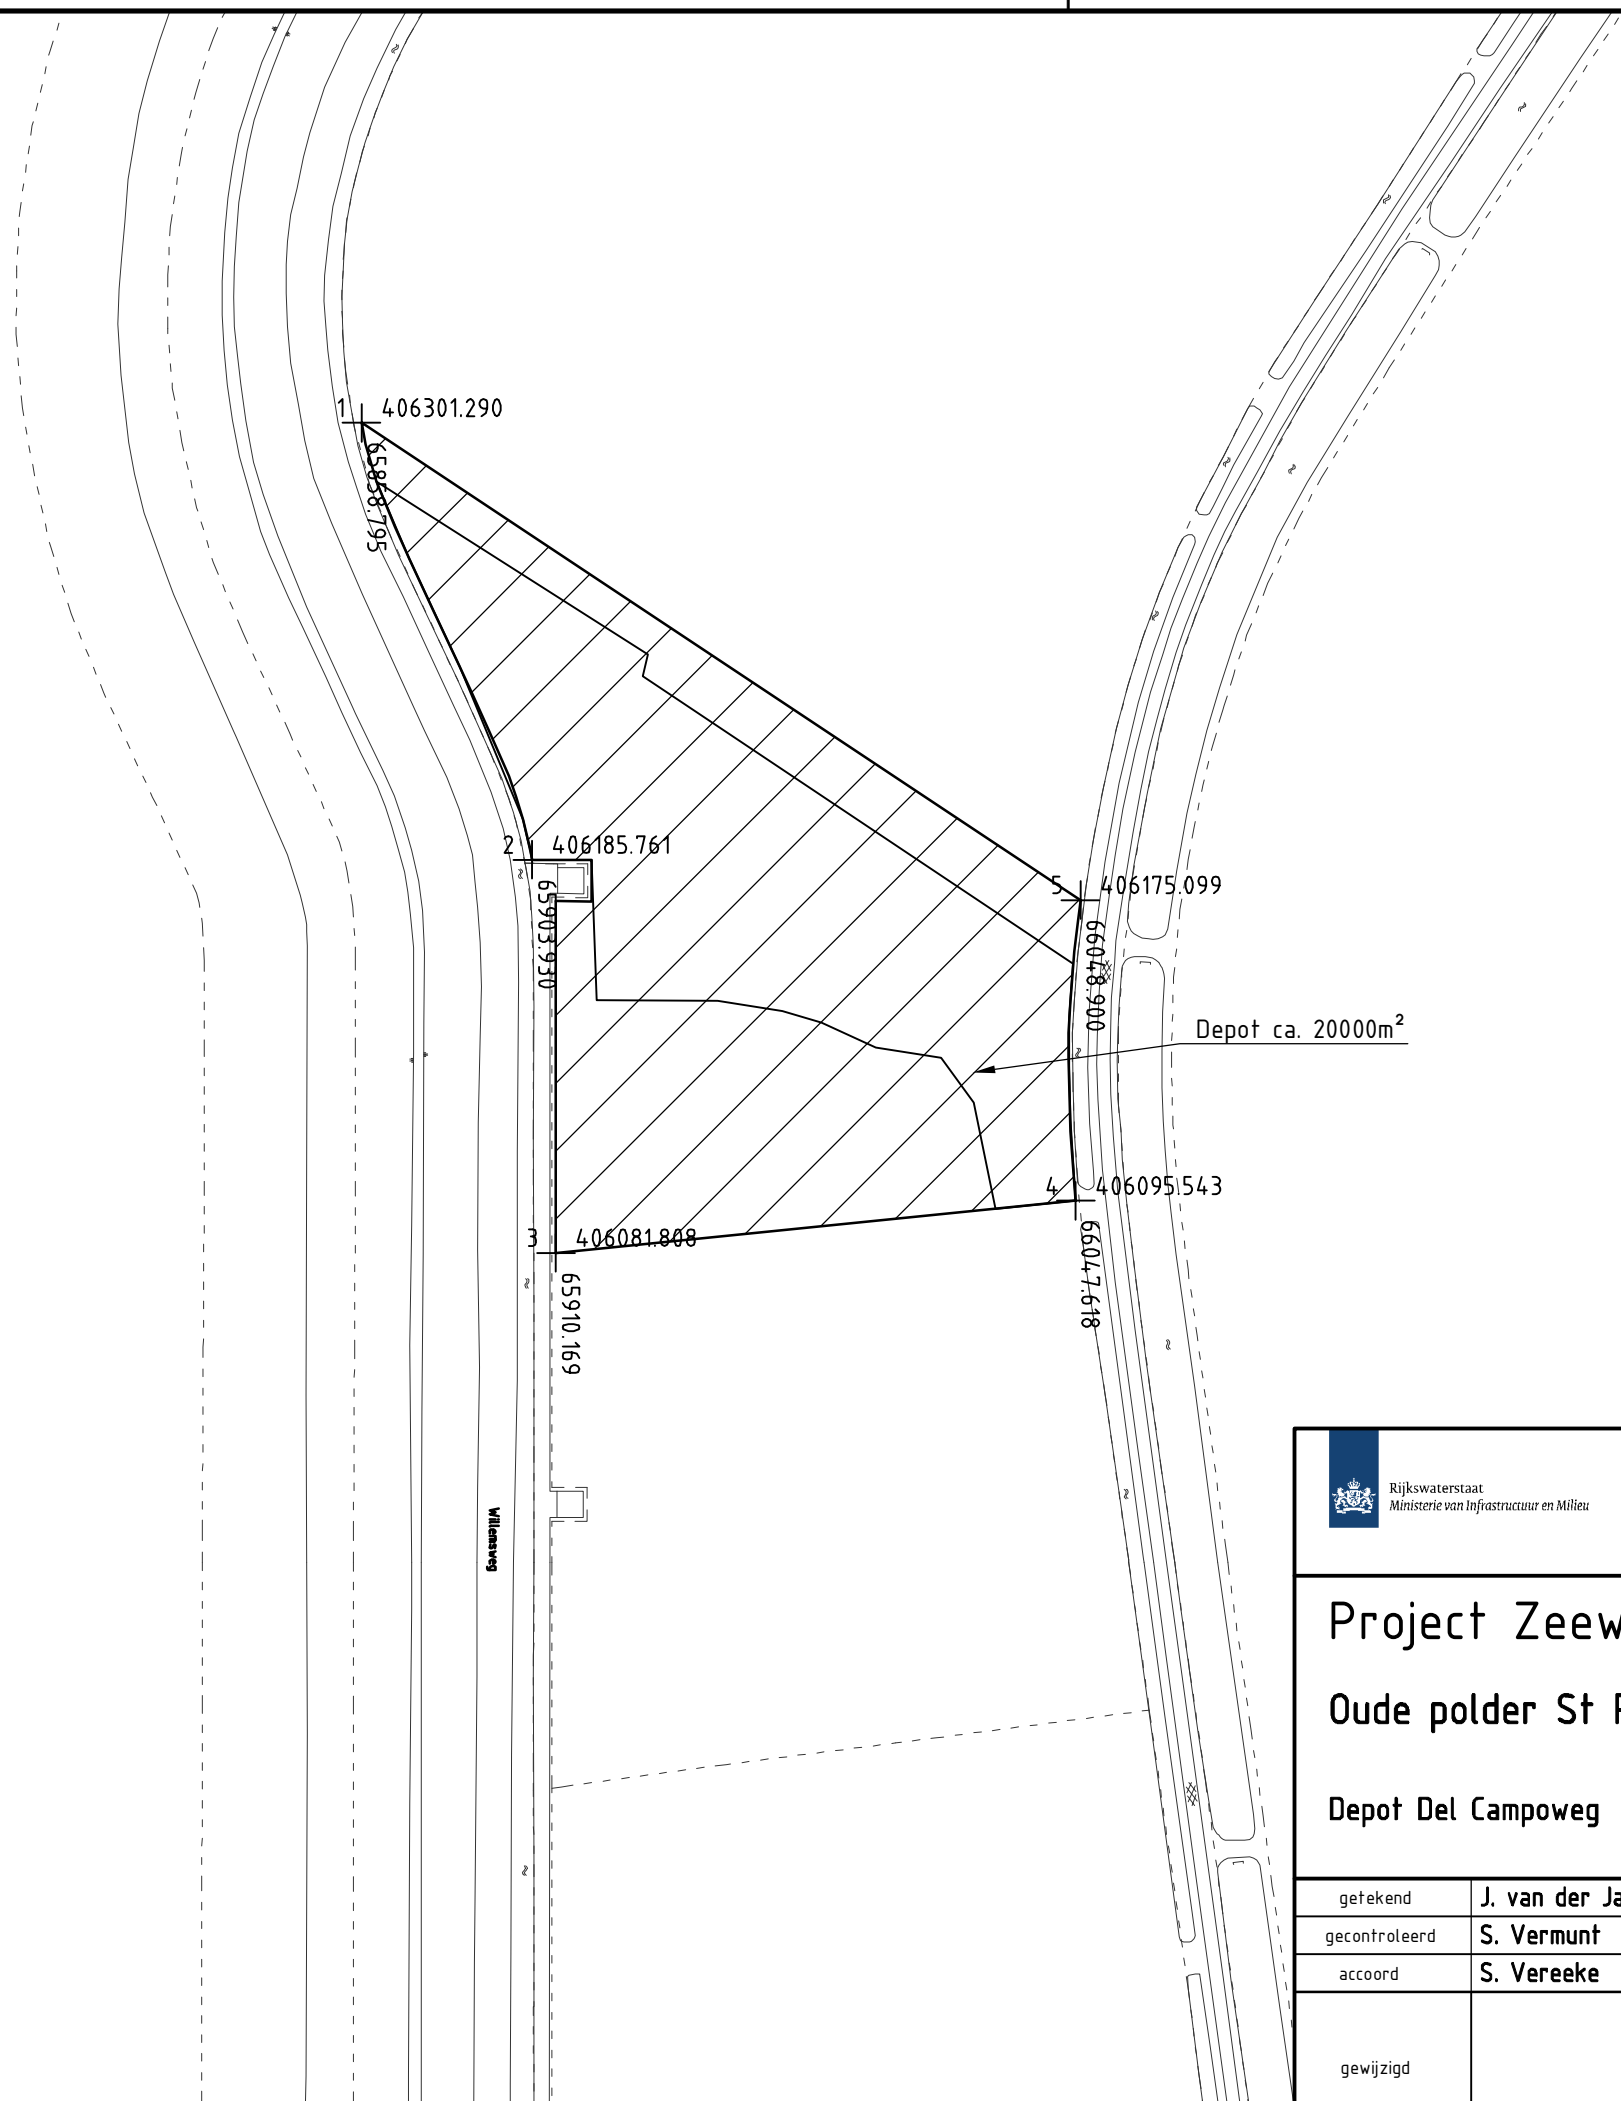 1
406301.290
65858.795
2
406185.761
65903.930
5
406175.099
66048.900
Depot ca. 20000m²
4
406095.543
66047.618
3
406081.808
65910.169
Willemsweg
Rijkswaterstaat
Ministerie van Infrastructuur en Milieu
Project Zeew
Oude polder St
Depot Del Campoweg
getekend J. van der Ja
gecontroleerd S. Vermunt
accoord S. Vereeke
gewijzigd